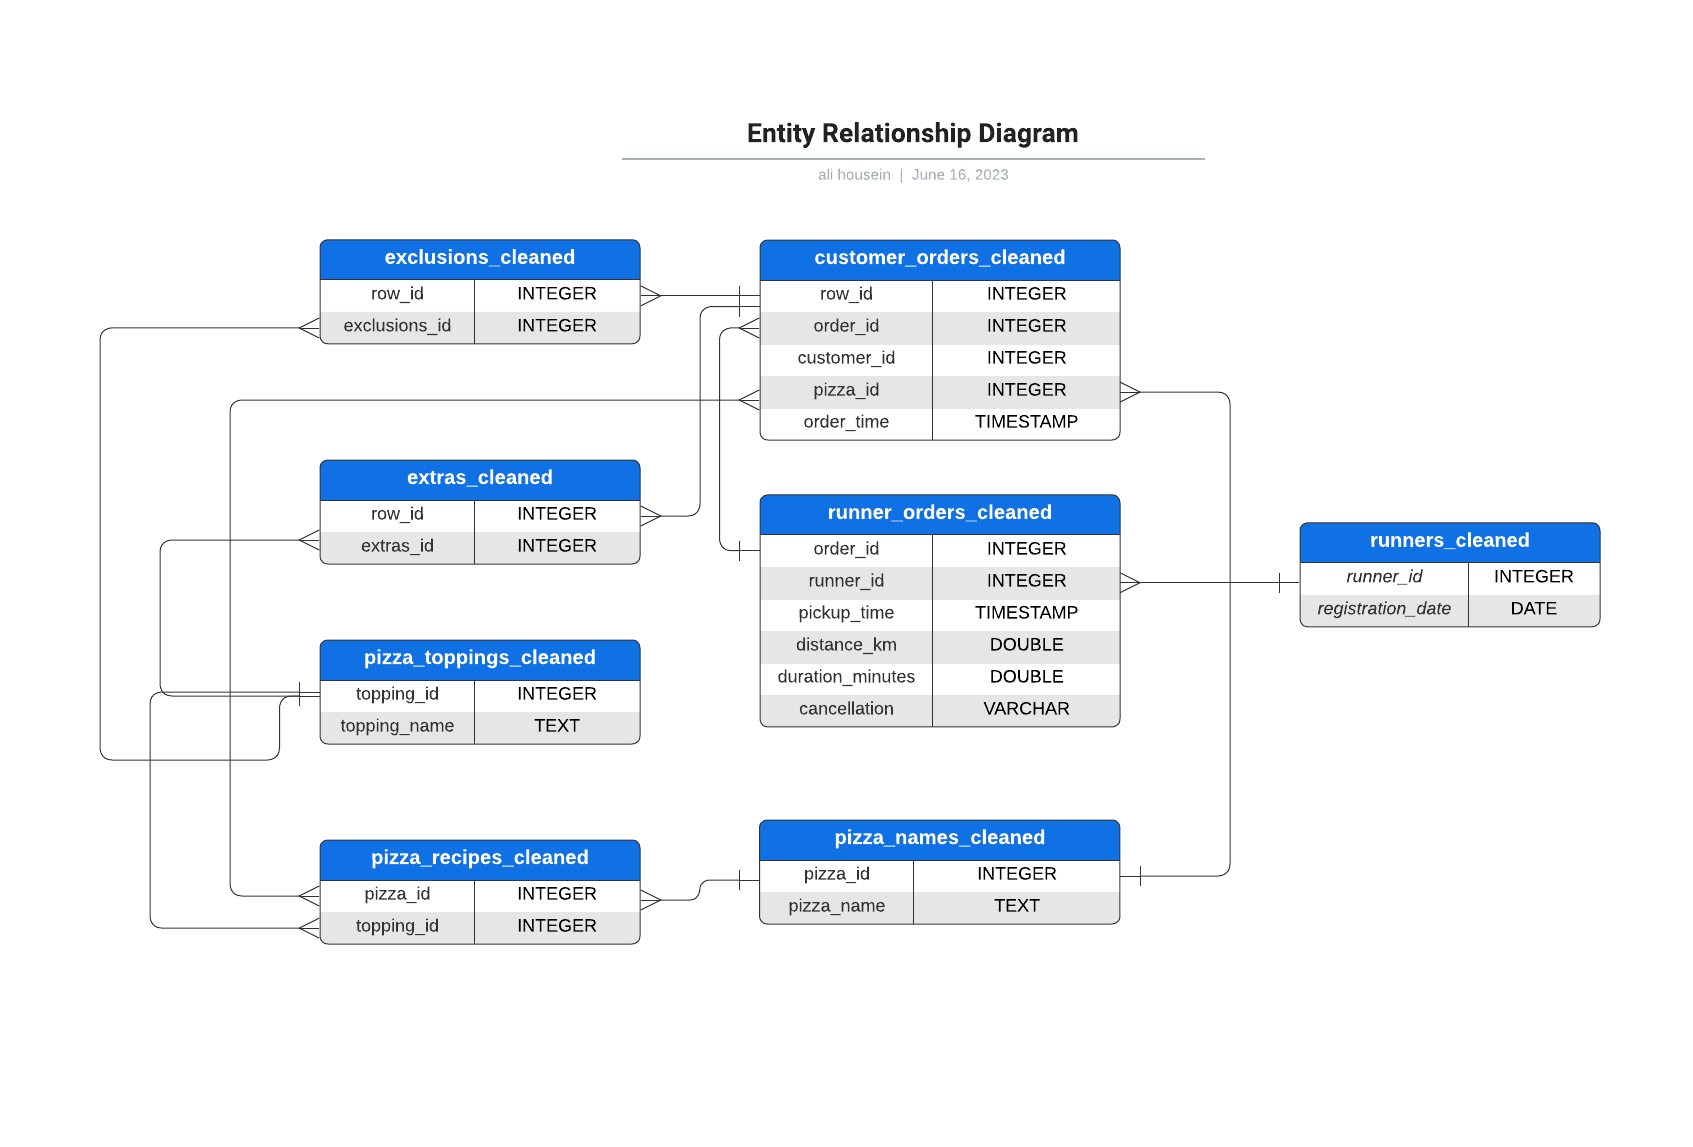 Entity Relationship Diagram
ali housein | June 16, 2023
exclusions_cleaned
row_id INTEGER
exclusions_id INTEGER
customer_orders_cleaned
row_id INTEGER
order_id INTEGER
customer_id INTEGER
pizza_id INTEGER
order_time TIMESTAMP
extras_cleaned
row_id INTEGER
extras_id INTEGER
runner_orders_cleaned
order_id INTEGER
runner_id INTEGER
pickup_time TIMESTAMP
distance_km DOUBLE
duration_minutes DOUBLE
cancellation VARCHAR
runners_cleaned
runner_id INTEGER
registration_date DATE
pizza_toppings_cleaned
topping_id INTEGER
topping_name TEXT
pizza_recipes_cleaned
pizza_id INTEGER
topping_id INTEGER
pizza_names_cleaned
pizza_id INTEGER
pizza_name TEXT